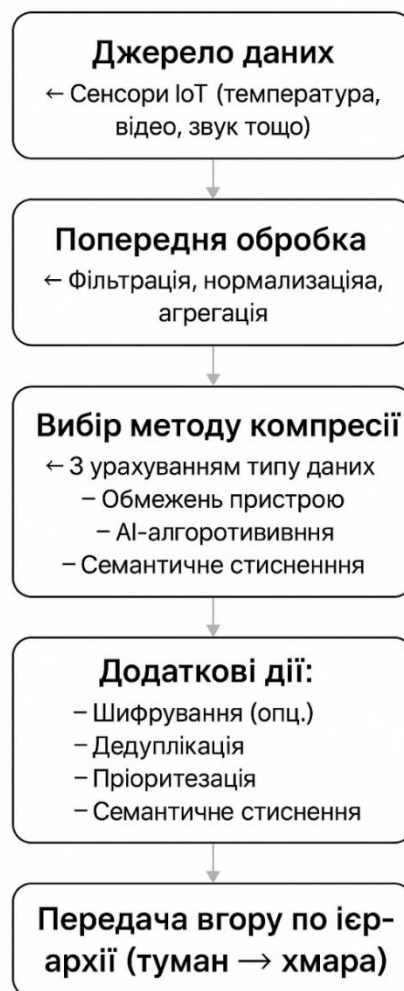 Джерело даних
← Сенсори IoT (температура,
відео, звук тощо)
Попередня обробка
← Фільтрація, нормализаціяа,
агрегація
Вибір методу компресії
← З урахуванням типу даних
– Обмежень пристрою
– AI-алгоротививння
– Семантичне стисненння
Додаткові дії:
– Шифрування (опц.)
– Дедуплікація
– Пріоритезація
– Семантичне стиснення
Передача вгору по ієр-
архії (туман → хмара)